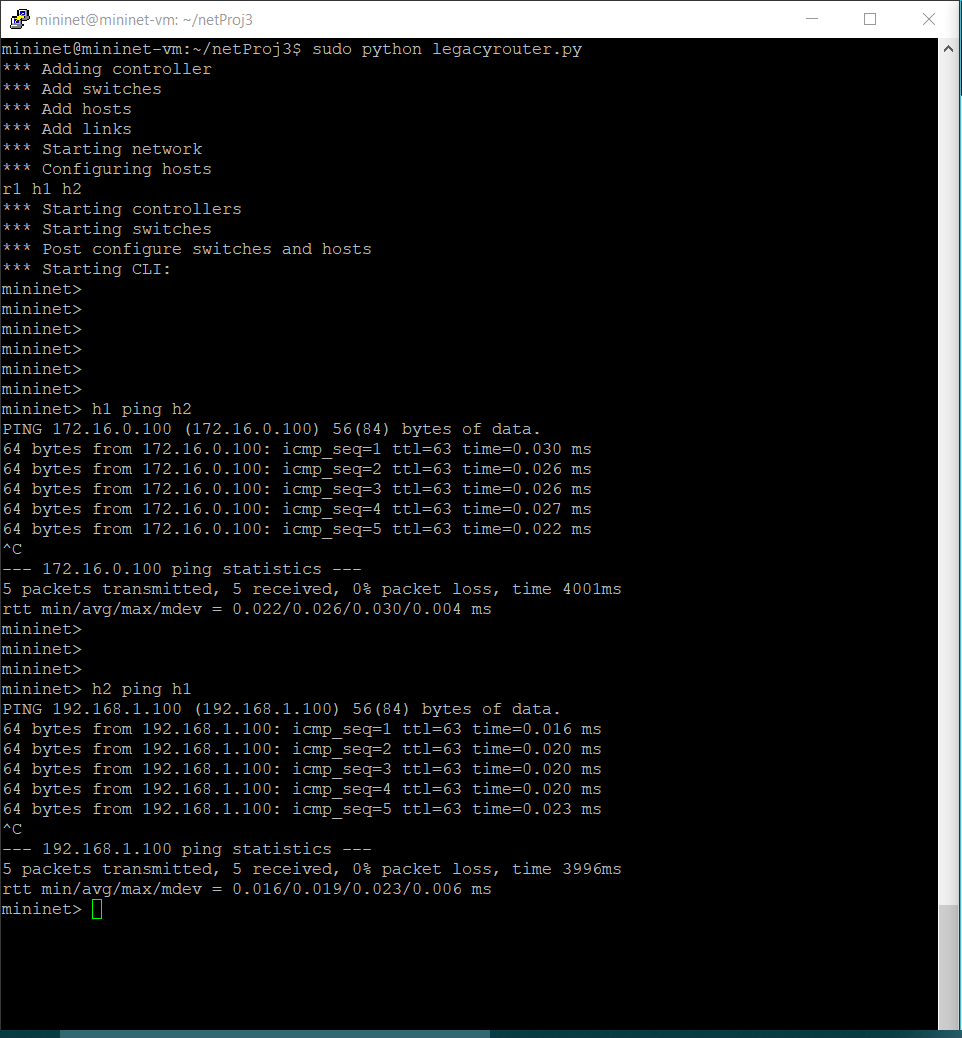 mininet@mininet-vm: ~/netProj3
mininet@mininet-vm:~/netProj3$ sudo python legacyrouter.py
*** Adding controller
*** Add switches
*** Add hosts
*** Add links
*** Starting network
*** Configuring hosts
r1 h1 h2
*** Starting controllers
*** Starting switches
*** Post configure switches and hosts
*** Starting CLI:
mininet>
mininet>
mininet>
mininet>
mininet>
mininet>
mininet> h1 ping h2
PING 172.16.0.100 (172.16.0.100) 56(84) bytes of data.
64 bytes from 172.16.0.100: icmp_seq=1 ttl=63 time=0.030 ms
64 bytes from 172.16.0.100: icmp_seq=2 ttl=63 time=0.026 ms
64 bytes from 172.16.0.100: icmp_seq=3 ttl=63 time=0.026 ms
64 bytes from 172.16.0.100: icmp_seq=4 ttl=63 time=0.027 ms
64 bytes from 172.16.0.100: icmp_seq=5 ttl=63 time=0.022 ms
^C
--- 172.16.0.100 ping statistics ---
5 packets transmitted, 5 received, 0% packet loss, time 4001ms
rtt min/avg/max/mdev = 0.022/0.026/0.030/0.004 ms
mininet>
mininet>
mininet>
mininet> h2 ping h1
PING 192.168.1.100 (192.168.1.100) 56(84) bytes of data.
64 bytes from 192.168.1.100: icmp_seq=1 ttl=63 time=0.016 ms
64 bytes from 192.168.1.100: icmp_seq=2 ttl=63 time=0.020 ms
64 bytes from 192.168.1.100: icmp_seq=3 ttl=63 time=0.020 ms
64 bytes from 192.168.1.100: icmp_seq=4 ttl=63 time=0.020 ms
64 bytes from 192.168.1.100: icmp_seq=5 ttl=63 time=0.023 ms
^C
--- 192.168.1.100 ping statistics ---
5 packets transmitted, 5 received, 0% packet loss, time 3996ms
rtt min/avg/max/mdev = 0.016/0.019/0.023/0.006 ms
mininet>